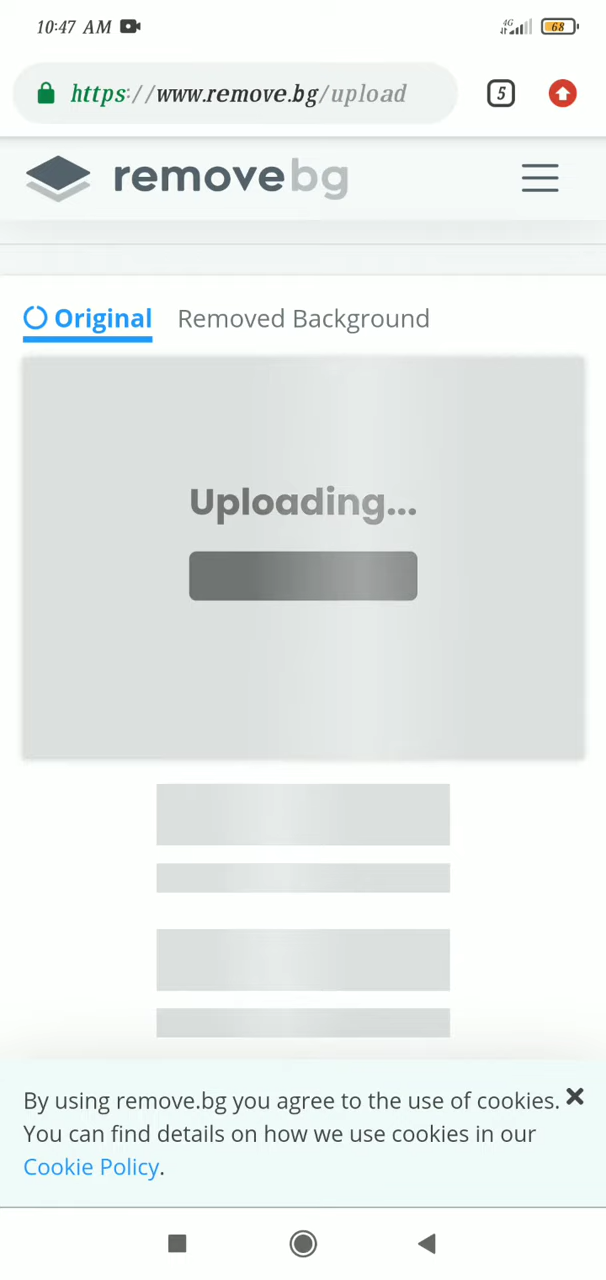 10:47 AM
4G
68
https://www.remove.bg/upload
5
removebg
Original
Removed Background
Uploading...
By using remove.bg you agree to the use of cookies.
You can find details on how we use cookies in our
Cookie Policy.